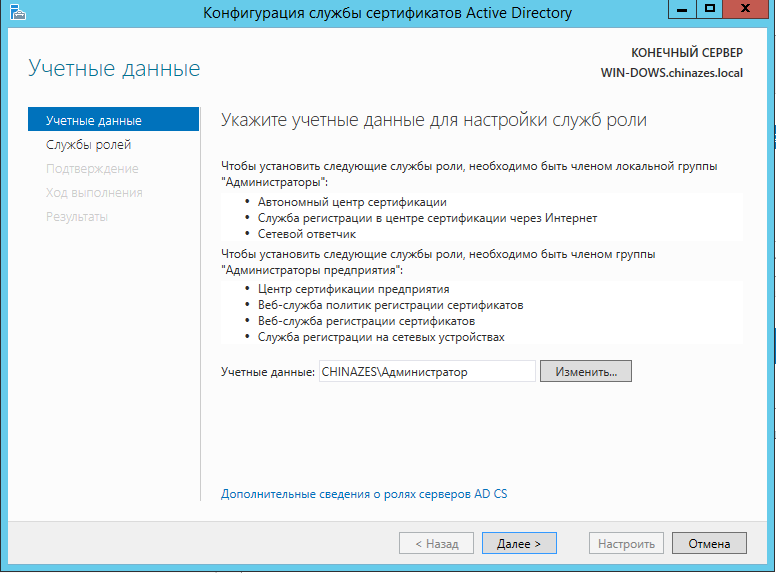 Конфигурация службы сертификатов Active Directory
Учетные данные
КОНЕЧНЫЙ СЕРВЕР
WIN-DOWS.chinazes.local
Учетные данные
Службы ролей
Подтверждение
Ход выполнения
Результаты
Укажите учетные данные для настройки служб роли
Чтобы установить следующие службы роли, необходимо быть членом локальной группы
"Администраторы":
• Автономный центр сертификации
• Служба регистрации в центре сертификации через Интернет
• Сетевой ответчик
Чтобы установить следующие службы роли, необходимо быть членом группы
"Администраторы предприятия":
• Центр сертификации предприятия
• Веб-служба политик регистрации сертификатов
• Веб-служба регистрации сертификатов
• Служба регистрации на сетевых устройствах
Учетные данные: CHINAZES\Администратор Изменить...
Дополнительные сведения о ролях серверов AD CS
< Назад Далее > Настроить Отмена